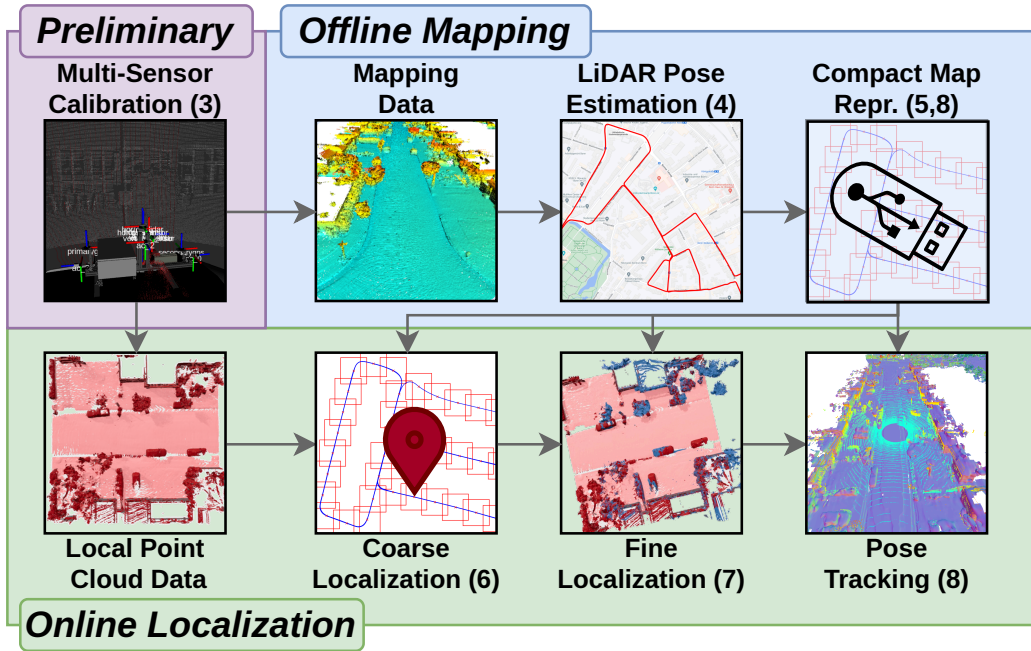 Preliminary
Offline Mapping
Multi-Sensor
Calibration (3)
Mapping
Data
LiDAR Pose
Estimation (4)
Compact Map
Repr. (5,8)
Local Point
Cloud Data
Coarse
Localization (6)
Fine
Localization (7)
Pose
Tracking (8)
Online Localization